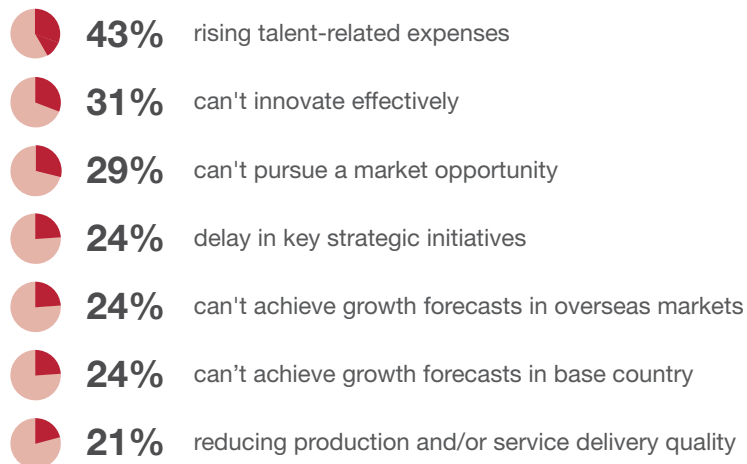 43% rising talent-related expenses
31% can't innovate effectively
29% can't pursue a market opportunity
24% delay in key strategic initiatives
24% can't achieve growth forecasts in overseas markets
24% can’t achieve growth forecasts in base country
21% reducing production and/or service delivery quality